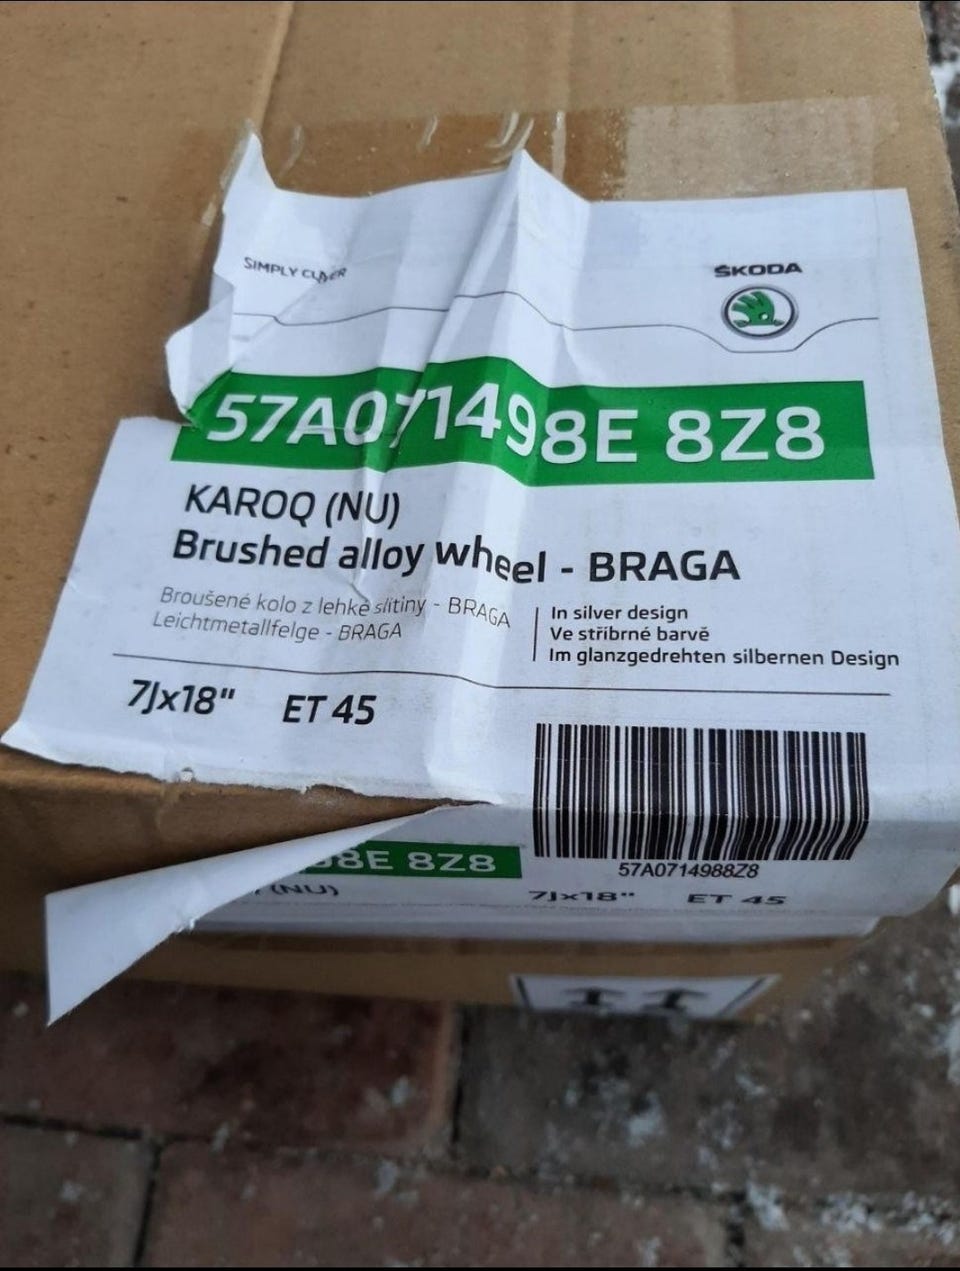 SIMPLY CLEVER
ŠKODA
57A071498E 8Z8
KAROQ (NU)
Brushed alloy wheel - BRAGA
Broušené kolo z lehké slitiny - BRAGA
Leichtmetallfelge - BRAGA
In silver design
Ve stříbrné barvě
Im glanzgedrehten silbernen Design
7Jx18" ET 45
57A0714988Z8
8E 8Z8
(NU)
7Jx18" ET 45